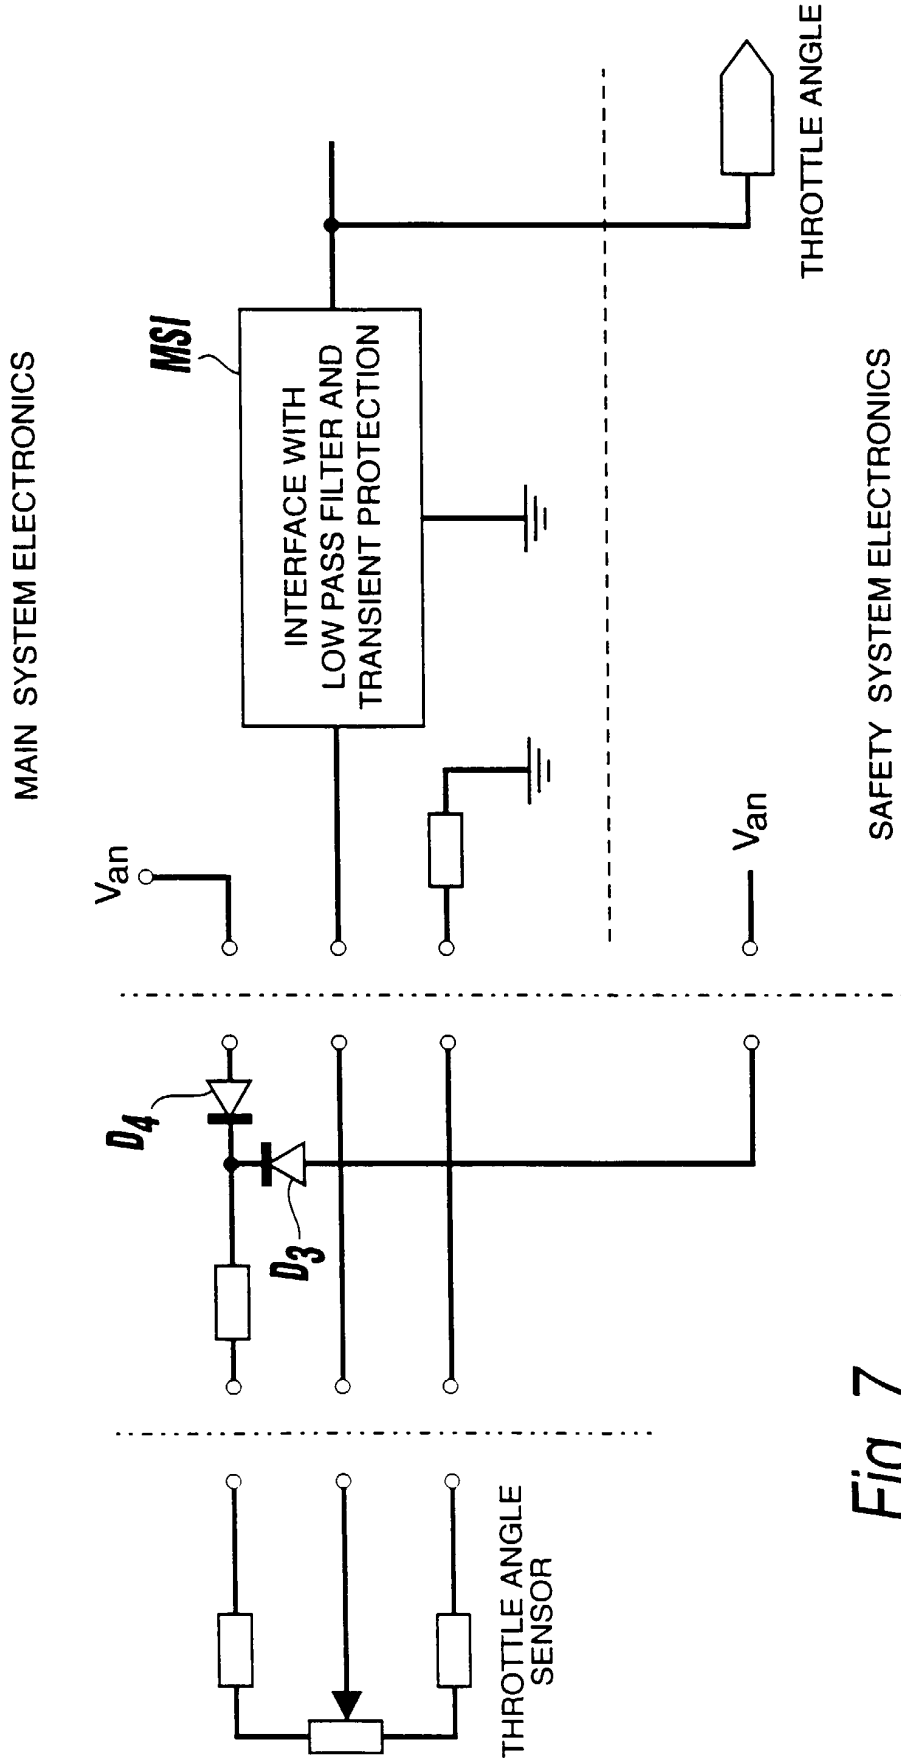 MAIN SYSTEM ELECTRONICS
Van
MSI
INTERFACE WITH
LOW PASS FILTER AND
TRANSIENT PROTECTION
D4
D3
THROTTLE ANGLE
SENSOR
Van
THROTTLE ANGLE
SAFETY SYSTEM ELECTRONICS
Fig. 7